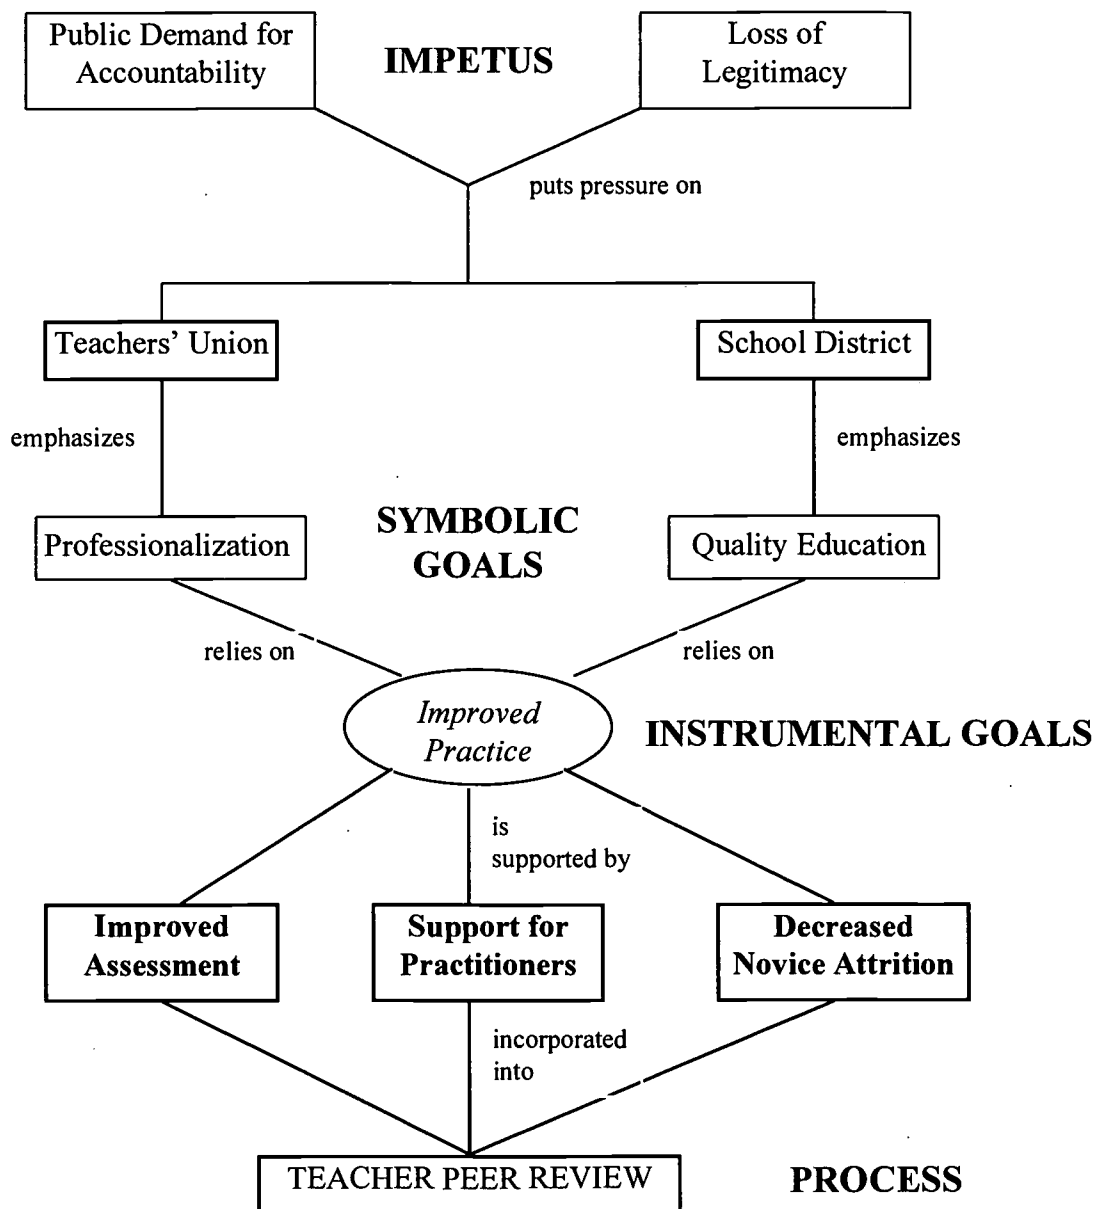 Public Demand for
Accountability
IMPETUS
Loss of
Legitimacy
puts pressure on
Teachers’ Union
School District
emphasizes
emphasizes
Professionalization
SYMBOLIC
GOALS
Quality Education
relies on
relies on
Improved
Practice
INSTRUMENTAL GOALS
is
supported by
Improved
Assessment
Support for
Practitioners
Decreased
Novice Attrition
incorporated
into
TEACHER PEER REVIEW
PROCESS